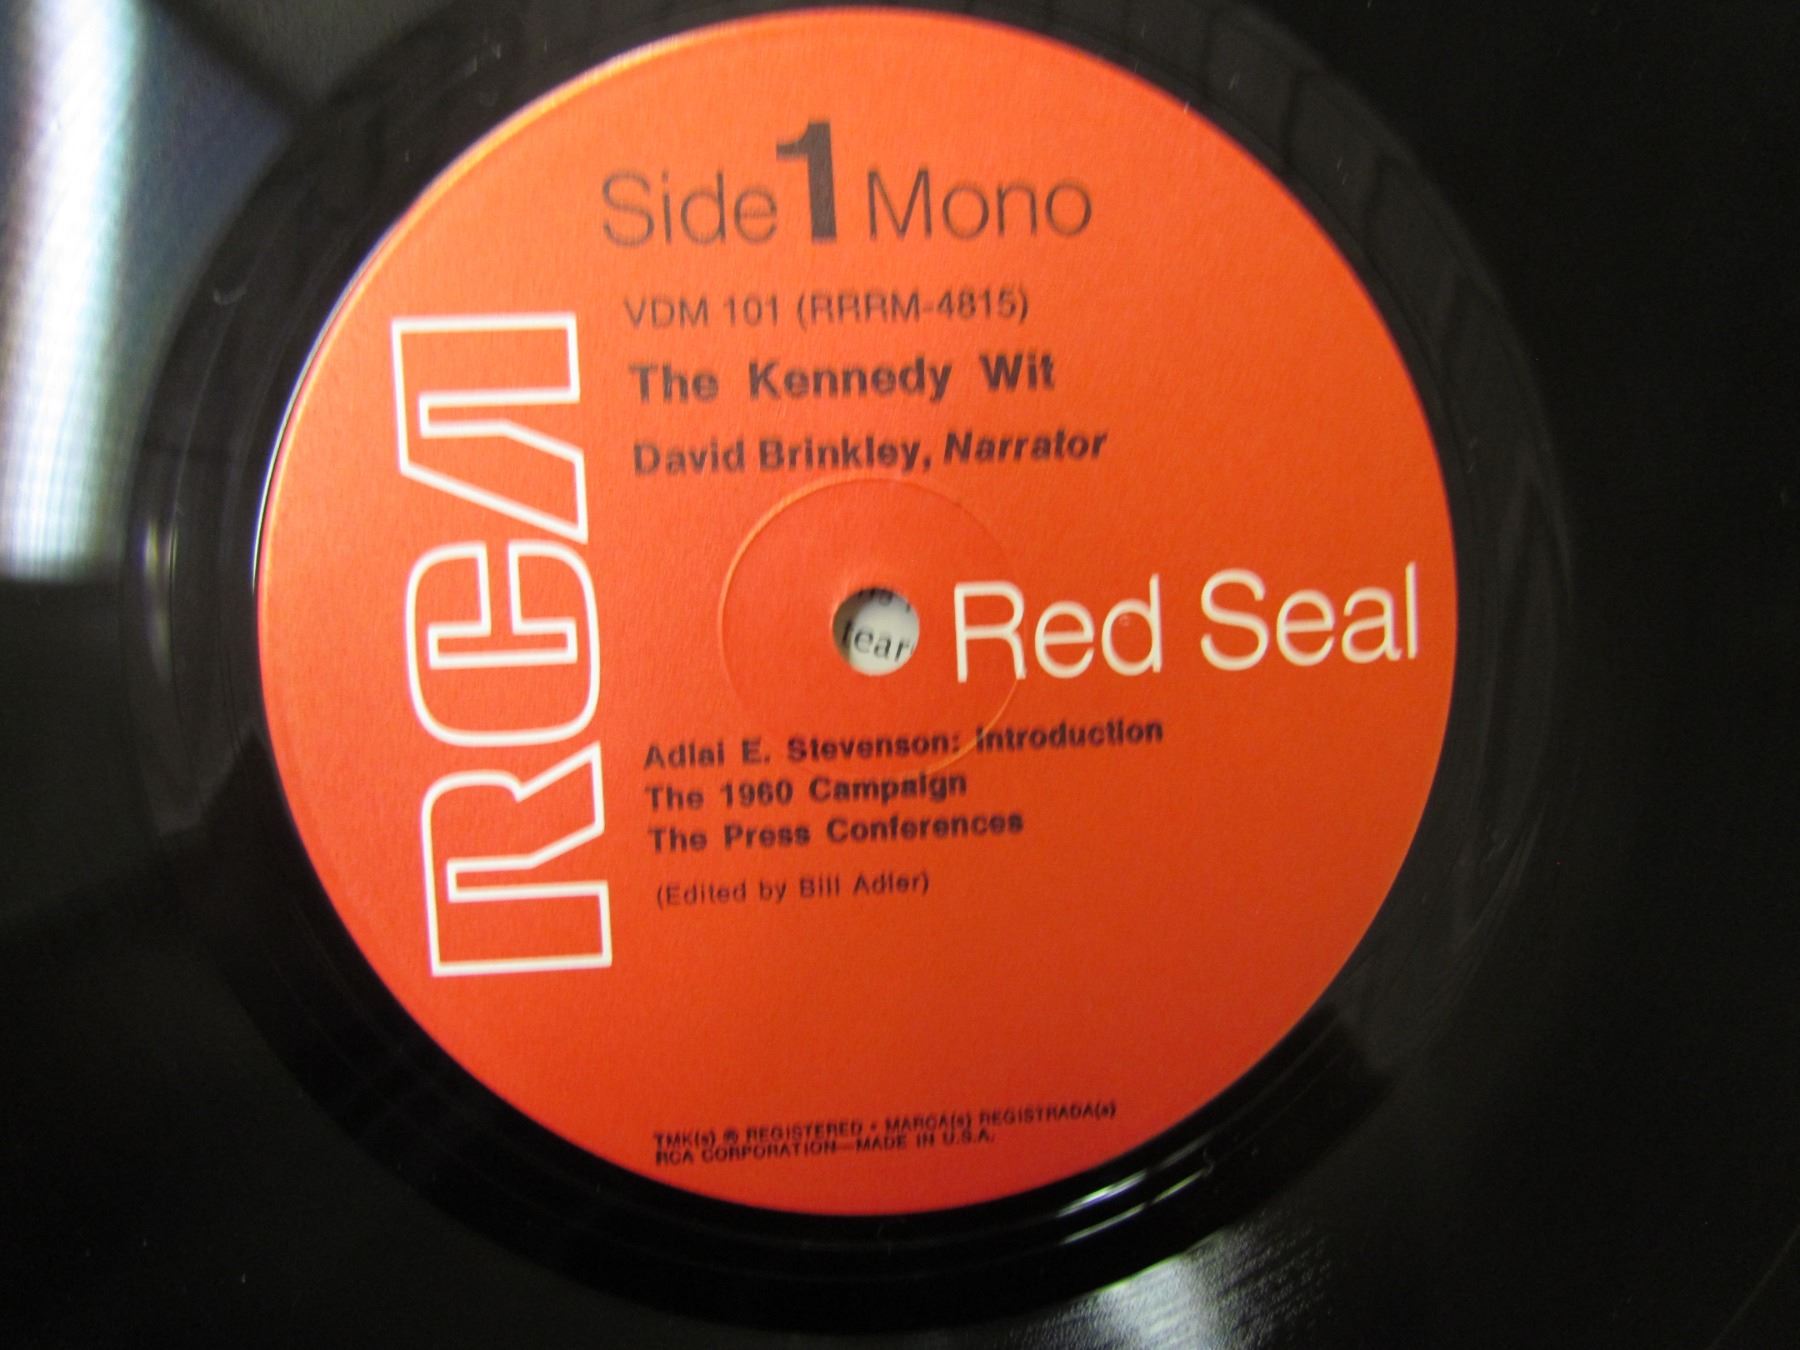 Side 1 Mono
VDM 101 (RRRM-4815)
The Kennedy Wit
David Brinkley, Narrator
RCA
tear
Red Seal
Adlai E. Stevenson: Introduction
The 1960 Campaign
The Press Conferences
(Edited by Bill Adler)
TMK(s) ® REGISTERED • MARCA(s) REGISTRADA(s)
RCA CORPORATION—MADE IN U.S.A.